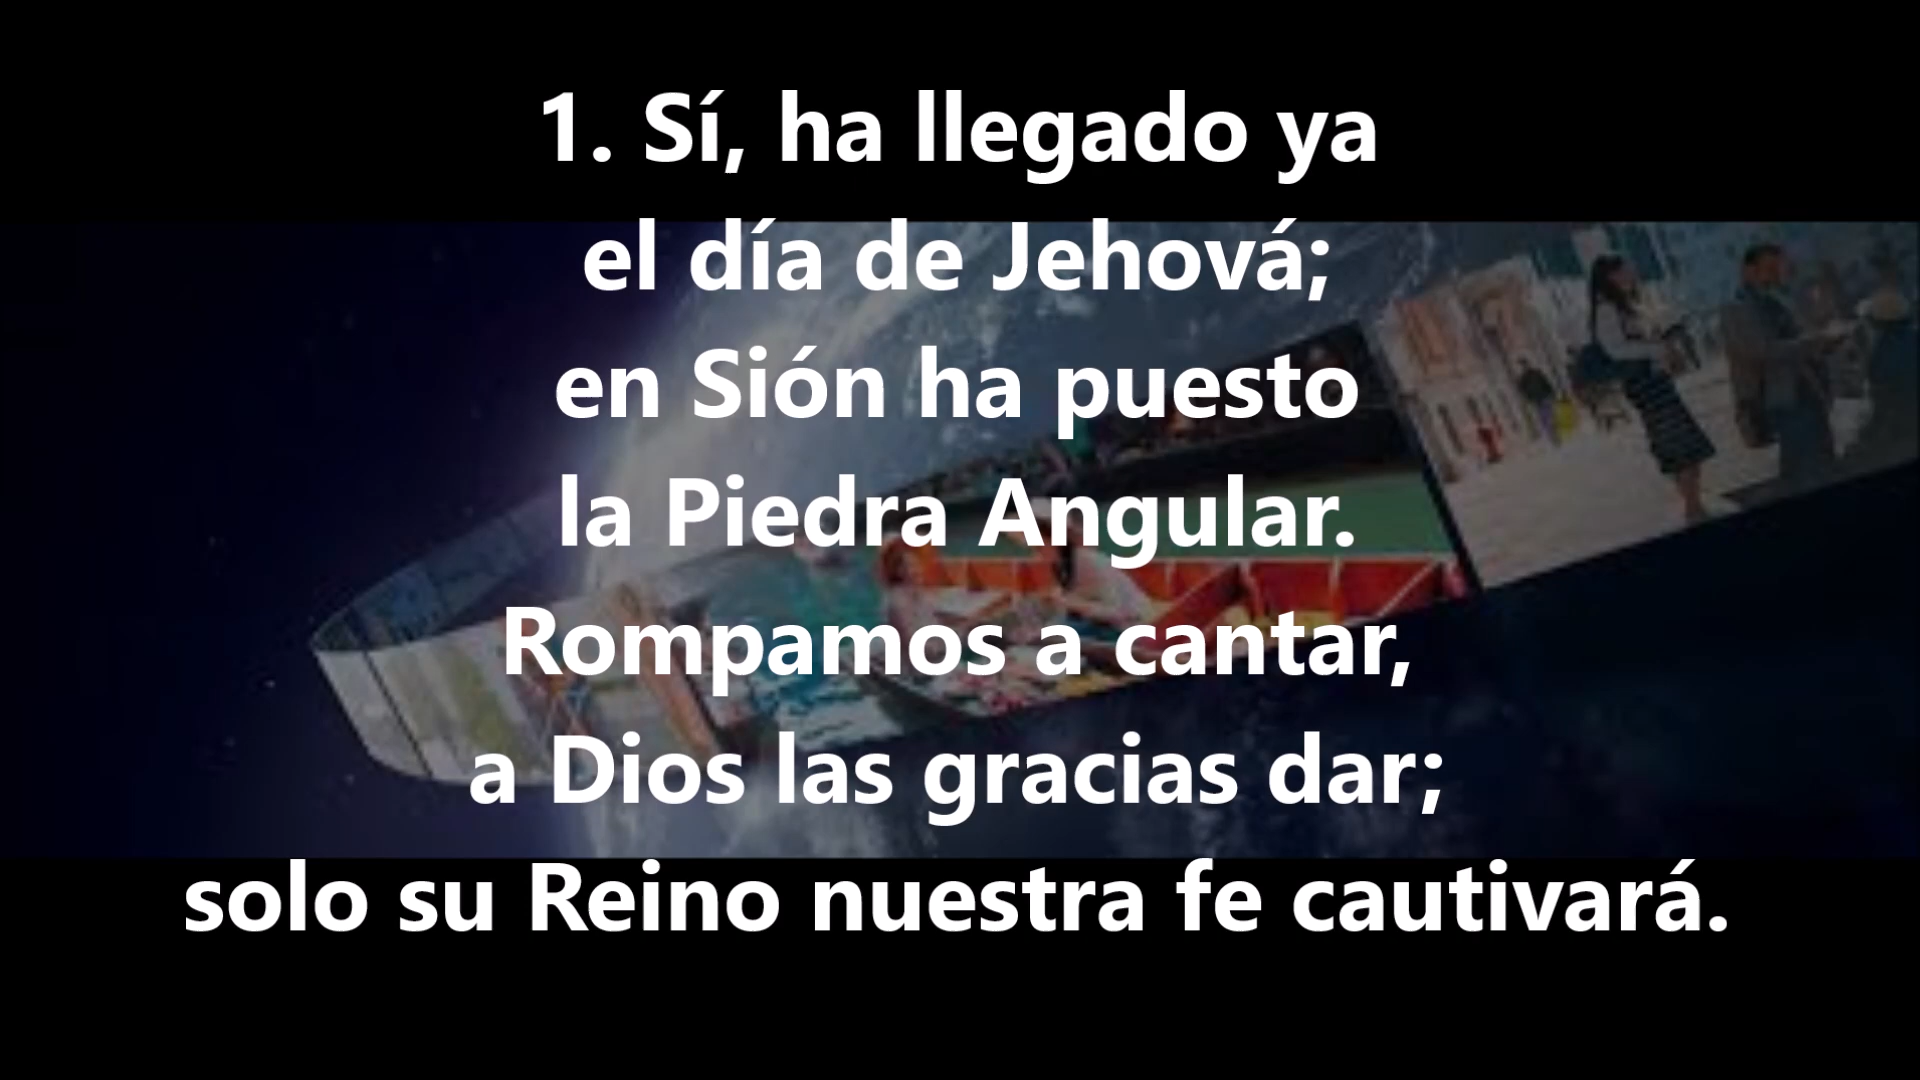 1. Sí, ha llegado ya
el día de Jehová;
en Sión ha puesto
la Piedra Angular.
Rompamos a cantar,
a Dios las gracias dar;
solo su Reino nuestra fe cautivará.